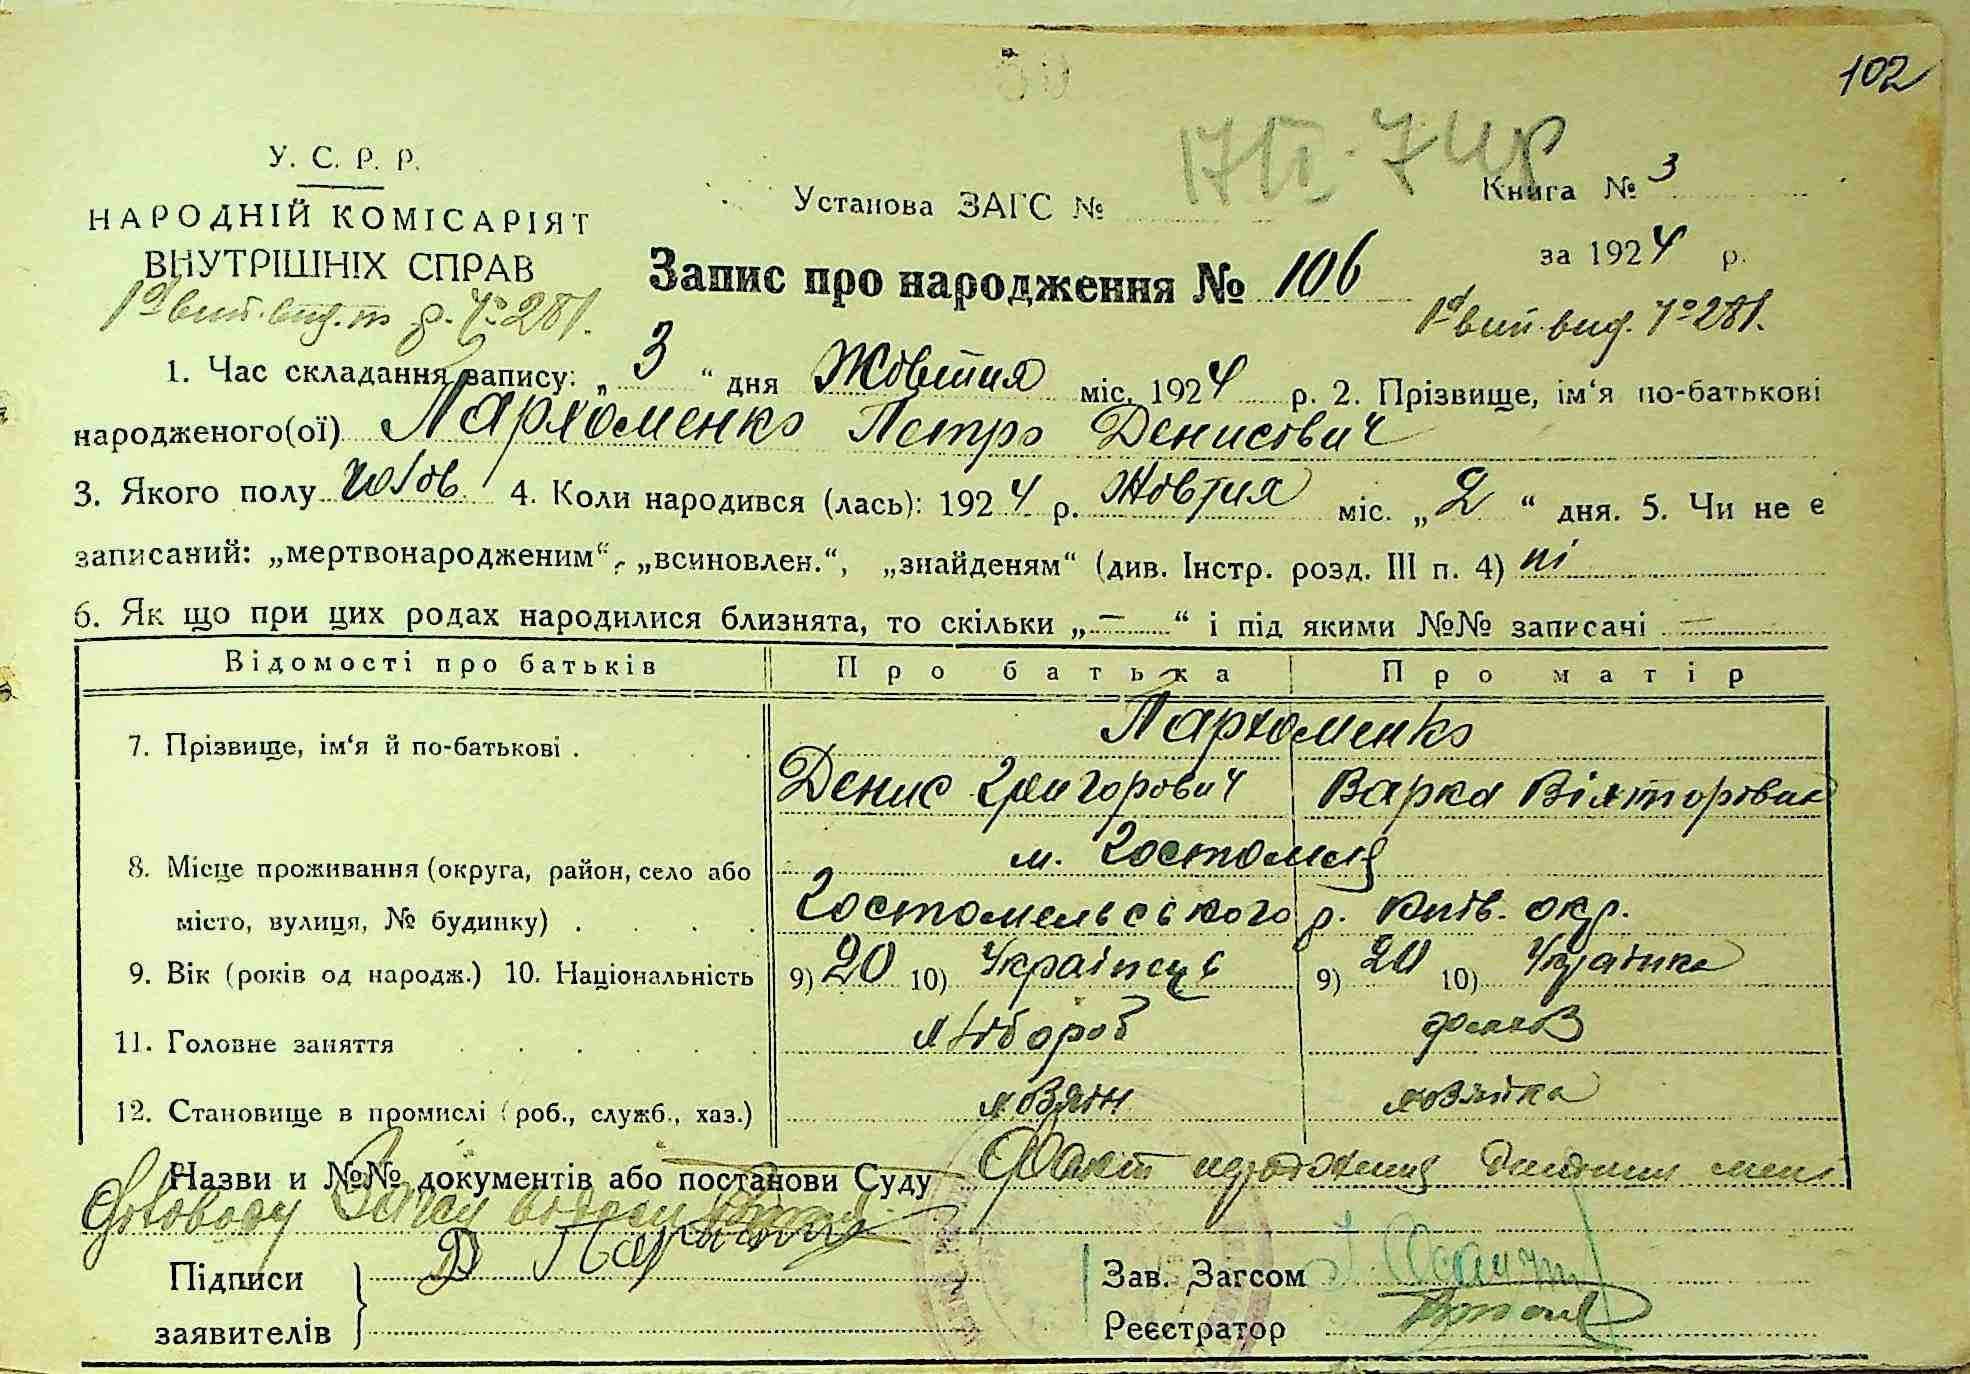 102
У. С. Р. Р.
НАРОДНІЙ КОМІСАРІЯТ
ВНУТРІШНІХ СПРАВ
Установа ЗАГС №
Книга № 3
за 1924 р.
Запис про народження № 106
1. Час складання запису: „3“ дня Жовтня міс. 1924 р. 2. Прізвище, ім‘я по-батькові
народженого(ої) Пархоменко Петро Денисович
3. Якого полу чолов. 4. Коли народився (лась): 1924 р. Жовтня міс. „2“ дня. 5. Чи не є
записаний: „мертвонародженим“, „всиновлен.“, „знайденям“ (див. Інстр. розд. III п. 4) ні
6. Як що при цих родах народилися близнята, то скільки „—“ і під якими №№ записачі —
Відомості про батьків Про батька Про матір
7. Прізвище, ім‘я й по-батькові . Пархоменко
Денис Григорович Варка Вікторовна
8. Місце проживання (округа, район, село або м. Гостомля
місто, вулиця, № будинку) . Гостомельського р. Київ. окр.
9. Вік (років од народж.) 10. Національність 9) 20 10) Українець 9) 20 10) Українка
11. Головне заняття хлібороб
12. Становище в промислі (роб., служб., хаз.) хозяін хозяйка
Назви и №№ документів або постанови Суду Факт
Підписи Д
заявителів
Зав. Загсом
Реєстратор